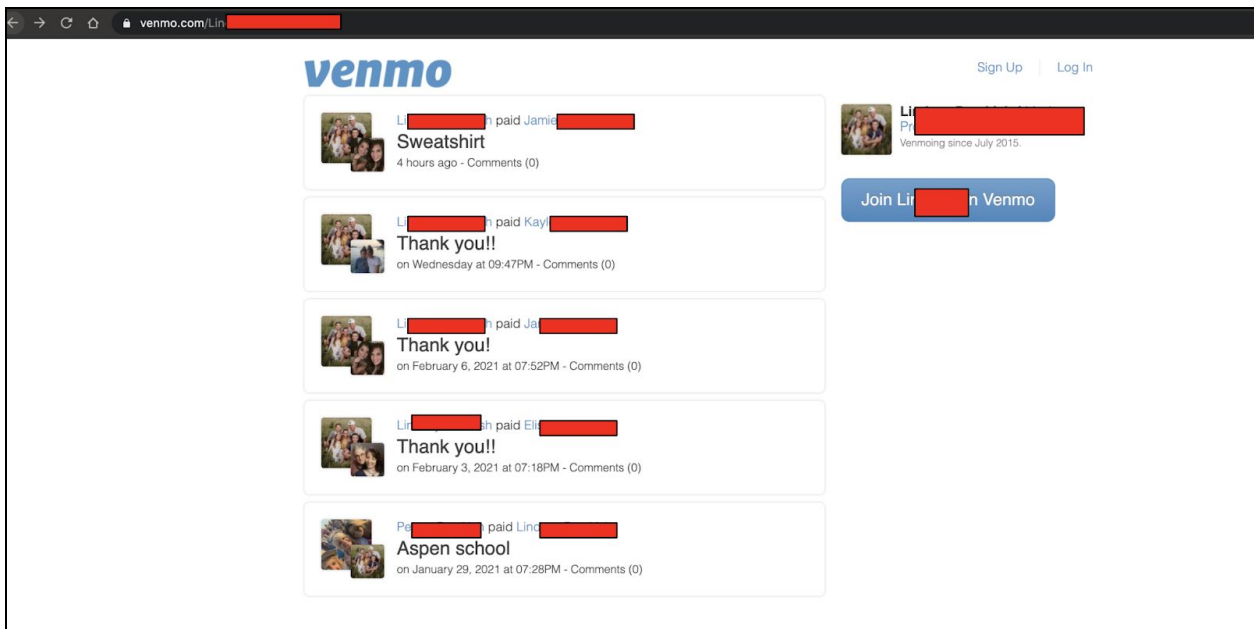 venmo.com/Lin
venmo
Sign Up
Log In
Li h paid Jamie
Sweatshirt
4 hours ago - Comments (0)
Li
Pr
Venmoing since July 2015.
Join Lin n Venmo
Li h paid Kayl
Thank you!!
on Wednesday at 09:47PM - Comments (0)
Li h paid Ja
Thank you!
on February 6, 2021 at 07:52PM - Comments (0)
Lin sh paid Elis
Thank you!!
on February 3, 2021 at 07:18PM - Comments (0)
Pe h paid Lind
Aspen school
on January 29, 2021 at 07:28PM - Comments (0)